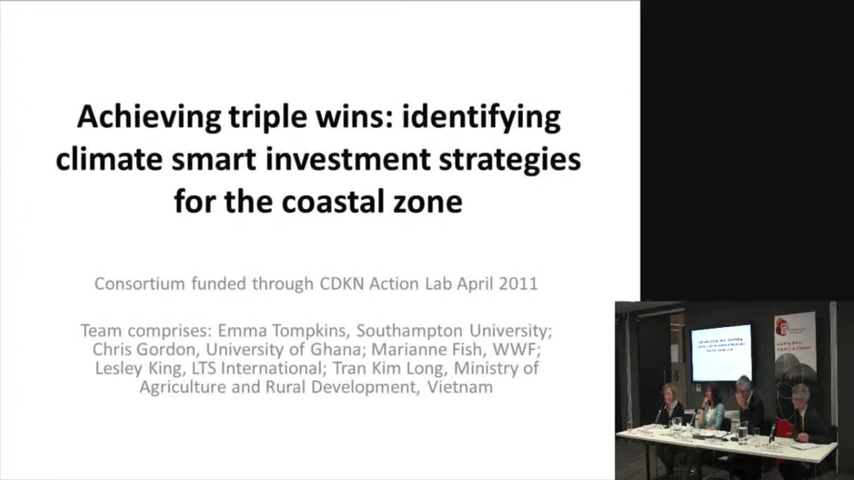 Achieving triple wins: identifying
climate smart investment strategies
for the coastal zone
Consortium funded through CDKN Action Lab April 2011
Team comprises: Emma Tompkins, Southampton University;
Chris Gordon, University of Ghana; Marianne Fish, WWF;
Lesley King, LTS International; Tran Kim Long, Ministry of
Agriculture and Rural Development, Vietnam